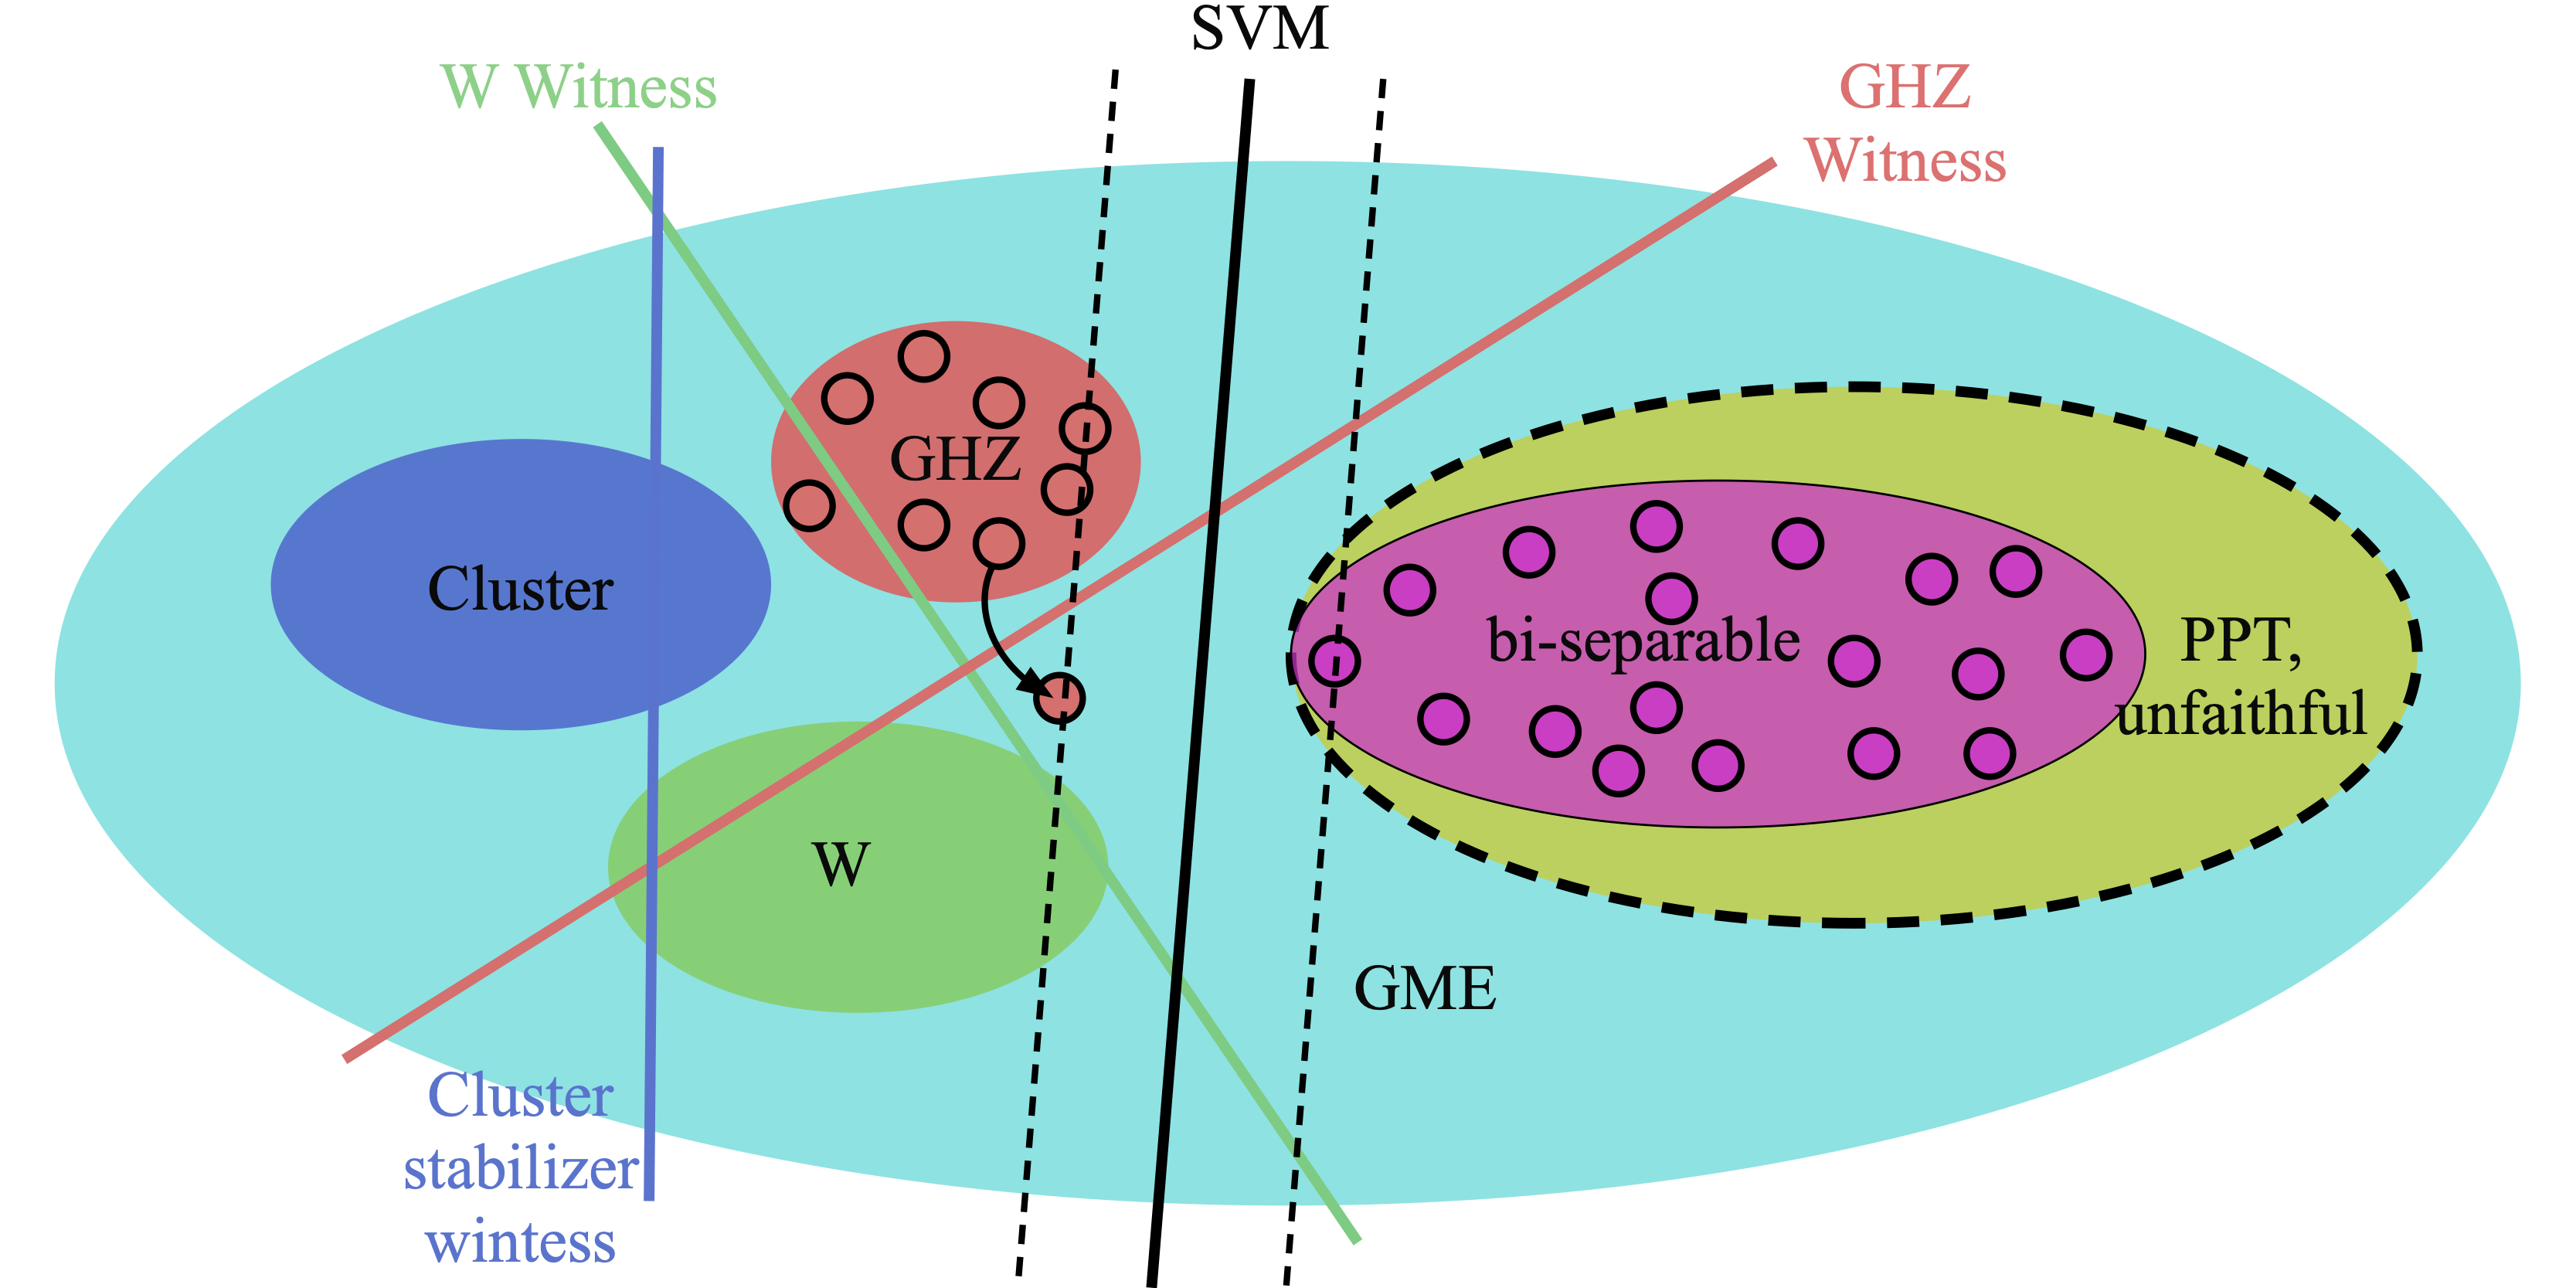 SVM
W Witness
GHZ
Witness
GHZ
Cluster
bi-separable
PPT,
unfaithful
W
GME
Cluster
stabilizer
wintess